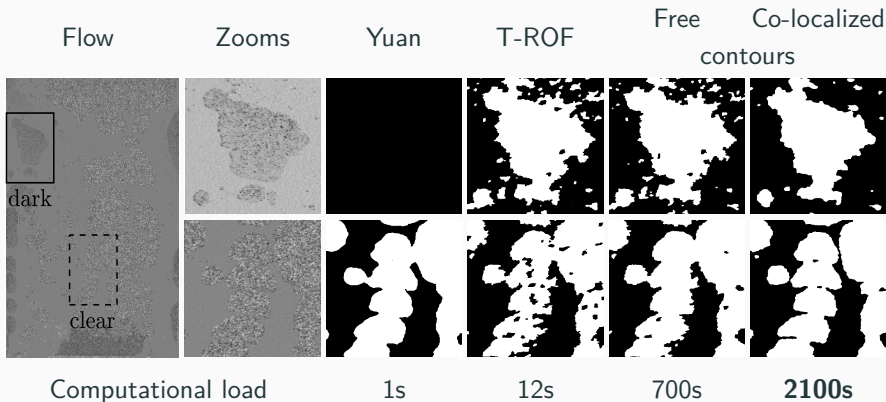 Flow Zooms Yuan T-ROF Free Co-localized
contours
dark
clear
Computational load 1s 12s 700s 2100s